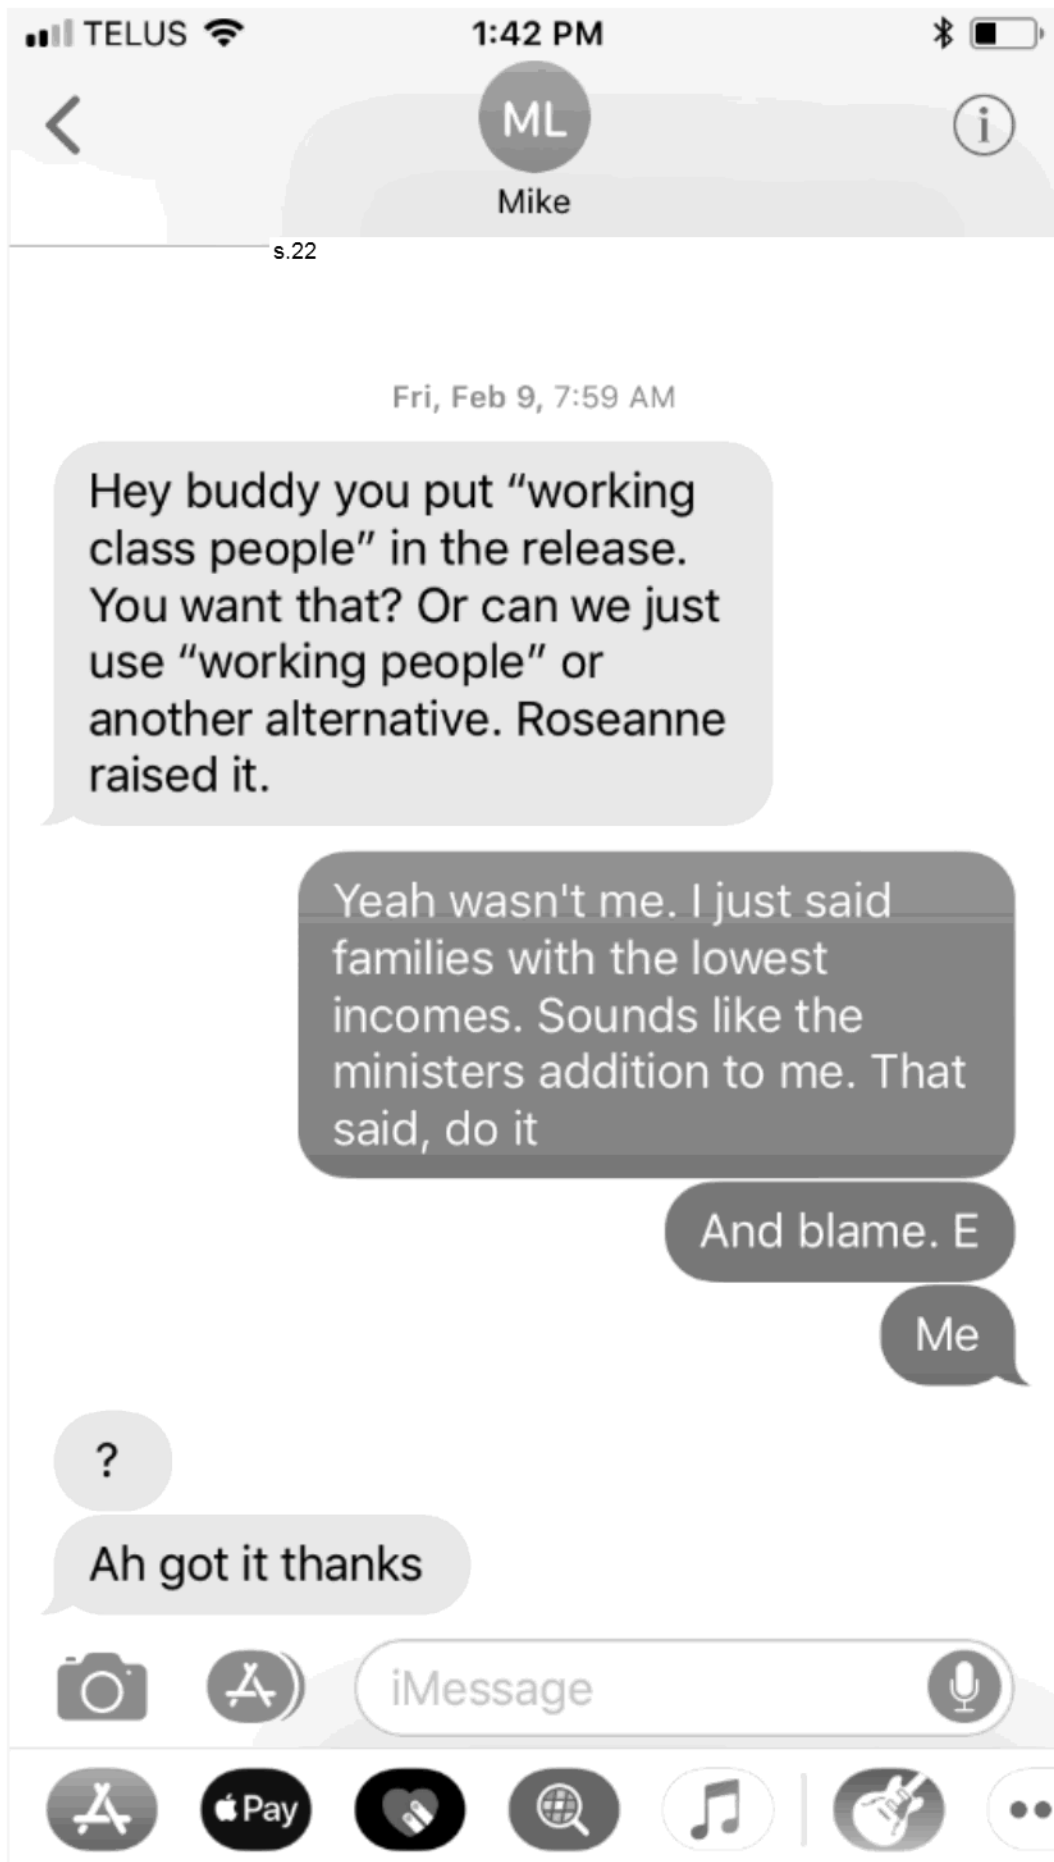 TELUS 1:42 PM
ML
i
Mike
s.22
Fri, Feb 9, 7:59 AM
Hey buddy you put “working
class people” in the release.
You want that? Or can we just
use “working people” or
another alternative. Roseanne
raised it.
Yeah wasn't me. I just said
families with the lowest
incomes. Sounds like the
ministers addition to me. That
said, do it
And blame. E
Me
?
Ah got it thanks
iMessage
Pay